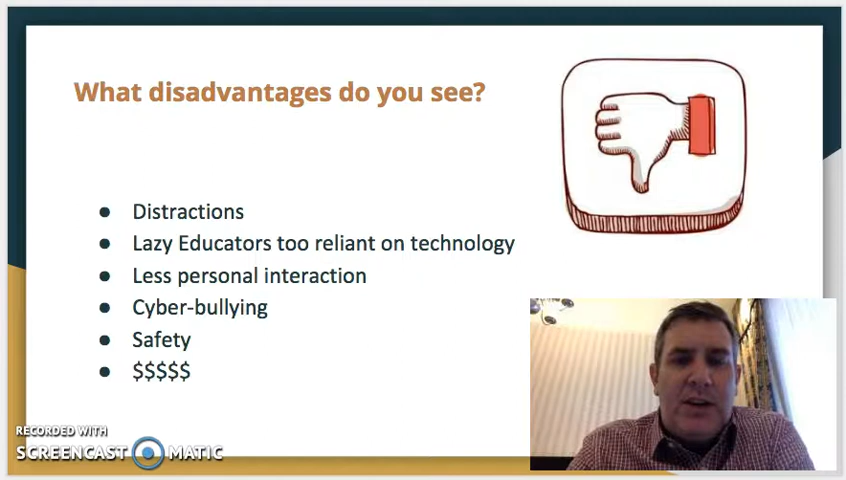 What disadvantages do you see?
● Distractions
● Lazy Educators too reliant on technology
● Less personal interaction
● Cyber-bullying
● Safety
● $$$$$
RECORDED WITH
SCREENCAST MATIC